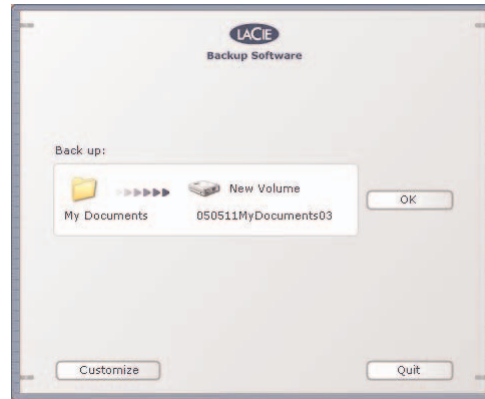 LACIE
Backup Software
Back up:
New Volume
My Documents 050511MyDocuments03
OK
Customize
Quit